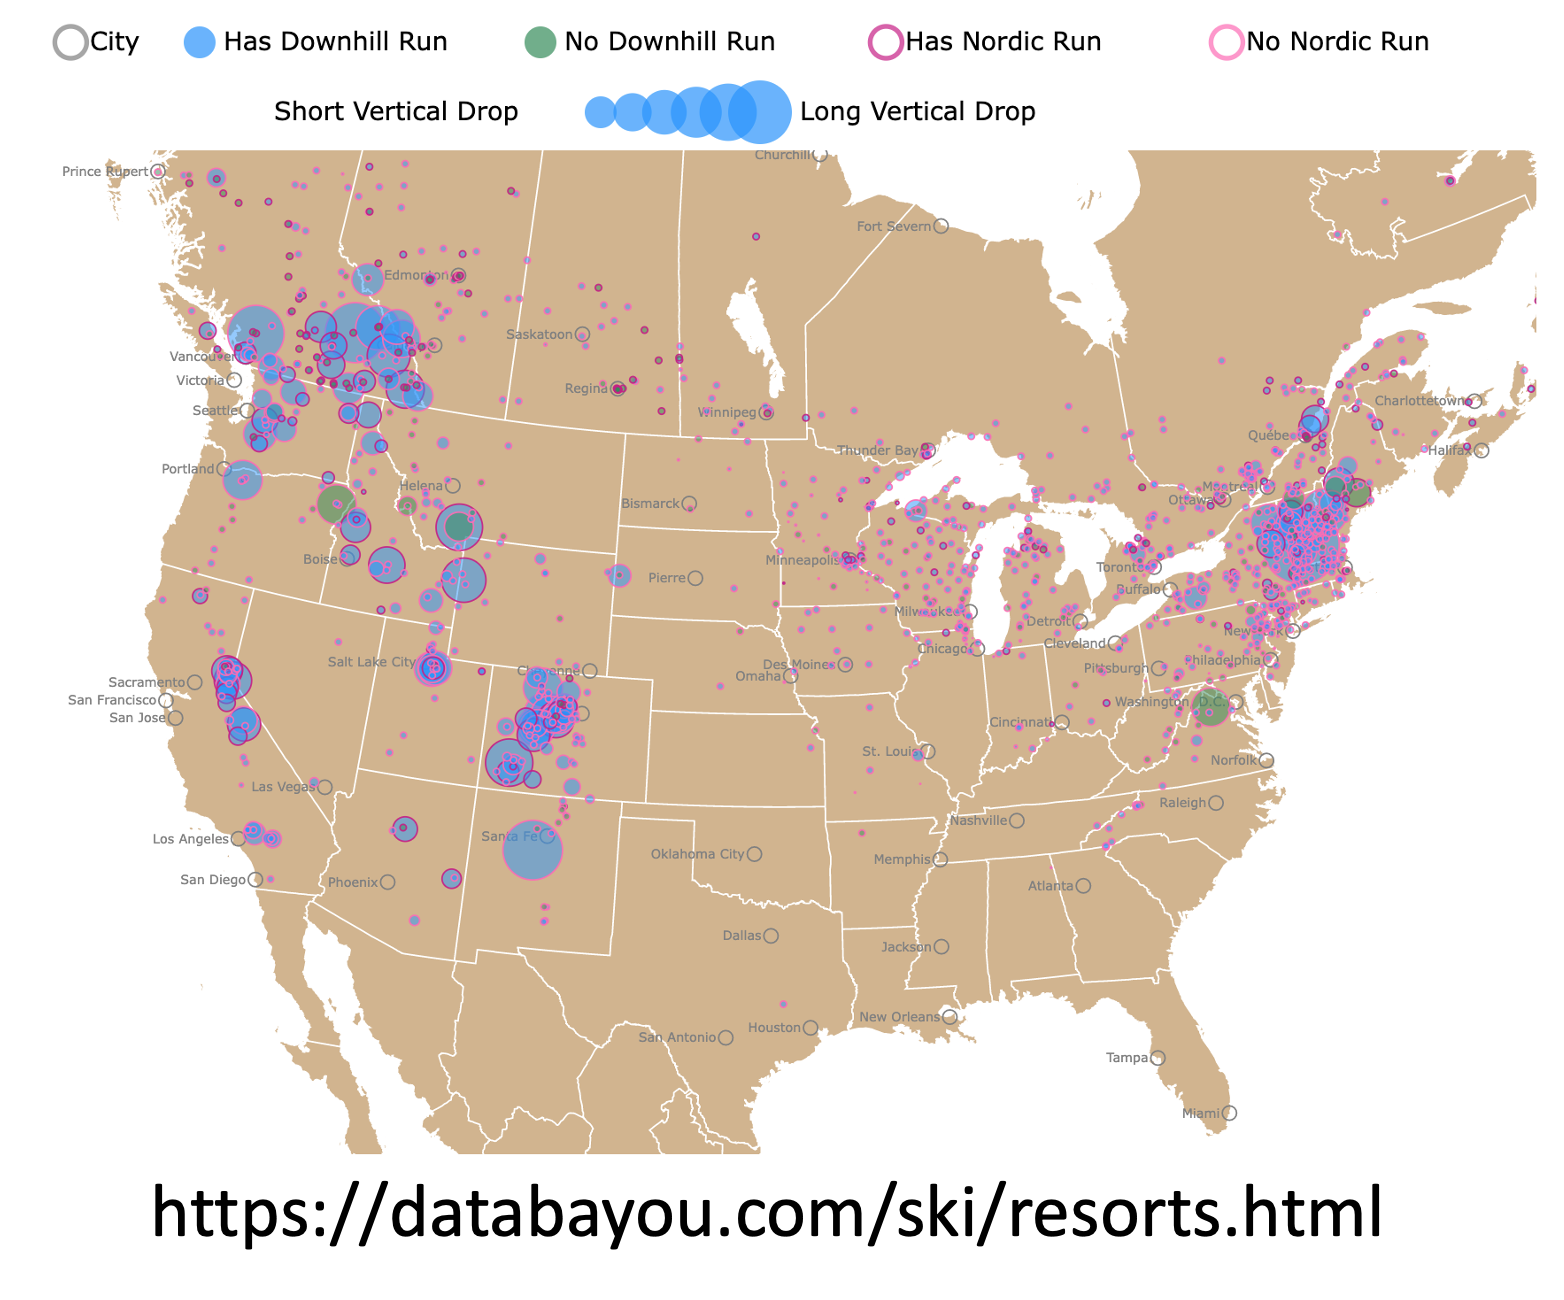 City Has Downhill Run No Downhill Run Has Nordic Run No Nordic Run
Short Vertical Drop Long Vertical Drop
Churchill
Prince Rupert
Fort Severn
Edmonton
Saskatoon
Vancouver
Victoria
Regina
Charlottetown
Seattle
Winnipeg
Québec
Thunder Bay
Halifax
Portland
Helena
Montréal
Ottawa
Bismarck
Boise
Minneapolis
Toronto
Pierre
Buffalo
Milwaukee
Detroit
New York
Cleveland
Chicago
Salt Lake City
Cheyenne
Des Moines
Omaha
Pittsburgh
Philadelphia
Sacramento
San Francisco
Washington, D.C.
San Jose
Cincinnati
St. Louis
Norfolk
Las Vegas
Raleigh
Nashville
Los Angeles
Santa Fe
Oklahoma City
Memphis
San Diego
Phoenix
Atlanta
Dallas
Jackson
New Orleans
Houston
San Antonio
Tampa
Miami
https://databayou.com/ski/resorts.html